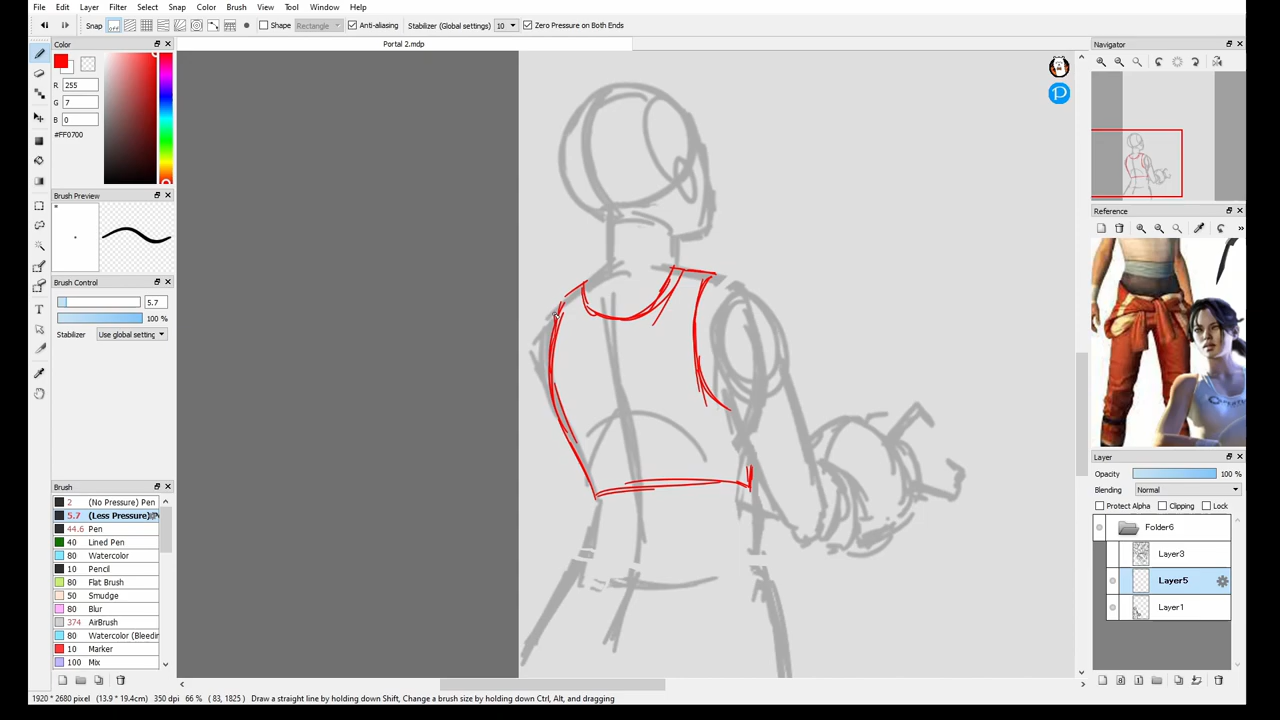 File Edit Layer Filter Select Snap Color Brush View Tool Window Help
Snap Shape Rectangle Anti-aliasing Stabilizer (Global settings) 10 Zero Pressure on Both Ends
Color
Portal 2.mdp
Navigator
R 255
G 7
B 0
#FF0700
Brush Preview
Reference
Brush Control
5.7
100 %
Stabilizer Use global setting
Layer
Opacity 100 %
Blending Normal
Protect Alpha Clipping Lock
Folder6
Layer3
Layer5
Layer1
Brush
2 (No Pressure) Pen
5.7 (Less Pressure)
44.6 Pen
40 Lined Pen
80 Watercolor
10 Pencil
80 Flat Brush
50 Smudge
80 Blur
374 AirBrush
80 Watercolor (Bleedin
10 Marker
100 Mix
1920 * 2680 pixel (13.9 * 19.4cm) 350 dpi 66 % ( 83, 1825 ) Draw a straight line by holding down Shift, Change a brush size by holding down Ctrl, Alt, and dragging